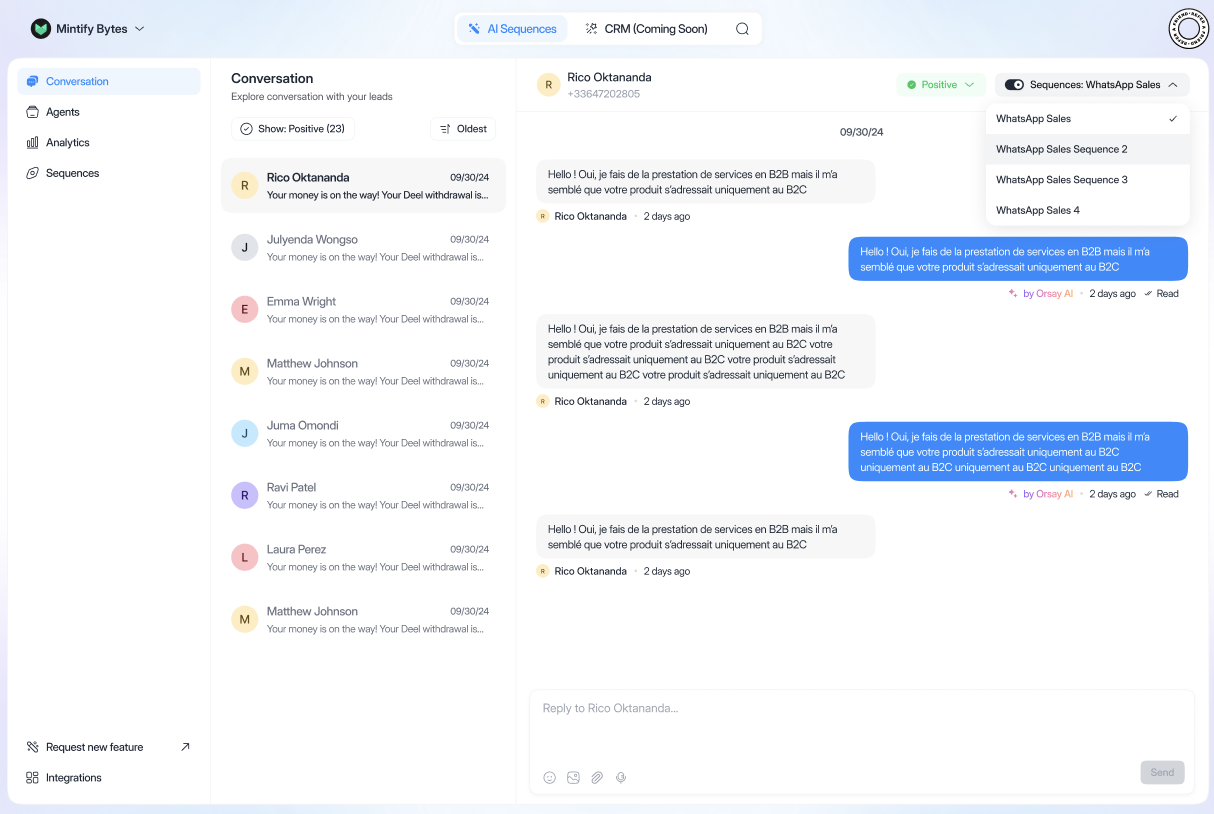 Mintify Bytes
AI Sequences
CRM (Coming Soon)
Conversation
Agents
Analytics
Sequences
Request new feature
Integrations
Conversation
Explore conversation with your leads
Show: Positive (23)
Oldest
R
Rico Oktananda
09/30/24
Your money is on the way! Your Deel withdrawal is...
J
Julyenda Wongso
09/30/24
Your money is on the way! Your Deel withdrawal is...
E
Emma Wright
09/30/24
Your money is on the way! Your Deel withdrawal is...
M
Matthew Johnson
09/30/24
Your money is on the way! Your Deel withdrawal is...
J
Juma Omondi
09/30/24
Your money is on the way! Your Deel withdrawal is...
R
Ravi Patel
09/30/24
Your money is on the way! Your Deel withdrawal is...
L
Laura Perez
09/30/24
Your money is on the way! Your Deel withdrawal is...
M
Matthew Johnson
09/30/24
Your money is on the way! Your Deel withdrawal is...
R
Rico Oktananda
+33647202805
Positive
Sequences: WhatsApp Sales
WhatsApp Sales
WhatsApp Sales Sequence 2
WhatsApp Sales Sequence 3
WhatsApp Sales 4
09/30/24
Hello ! Oui, je fais de la prestation de services en B2B mais il m'a
semblé que votre produit s'adressait uniquement au B2C
R Rico Oktananda • 2 days ago
Hello ! Oui, je fais de la prestation de services en B2B mais il m'a
semblé que votre produit s'adressait uniquement au B2C
by Orsay AI • 2 days ago Read
Hello ! Oui, je fais de la prestation de services en B2B mais il m'a
semblé que votre produit s'adressait uniquement au B2C votre
produit s'adressait uniquement au B2C votre produit s'adressait
uniquement au B2C votre produit s'adressait uniquement au B2C
R Rico Oktananda • 2 days ago
Hello ! Oui, je fais de la prestation de services en B2B mais il m'a
semblé que votre produit s'adressait uniquement au B2C
uniquement au B2C uniquement au B2C uniquement au B2C
by Orsay AI • 2 days ago Read
Hello ! Oui, je fais de la prestation de services en B2B mais il m'a
semblé que votre produit s'adressait uniquement au B2C
R Rico Oktananda • 2 days ago
Reply to Rico Oktananda...
Send